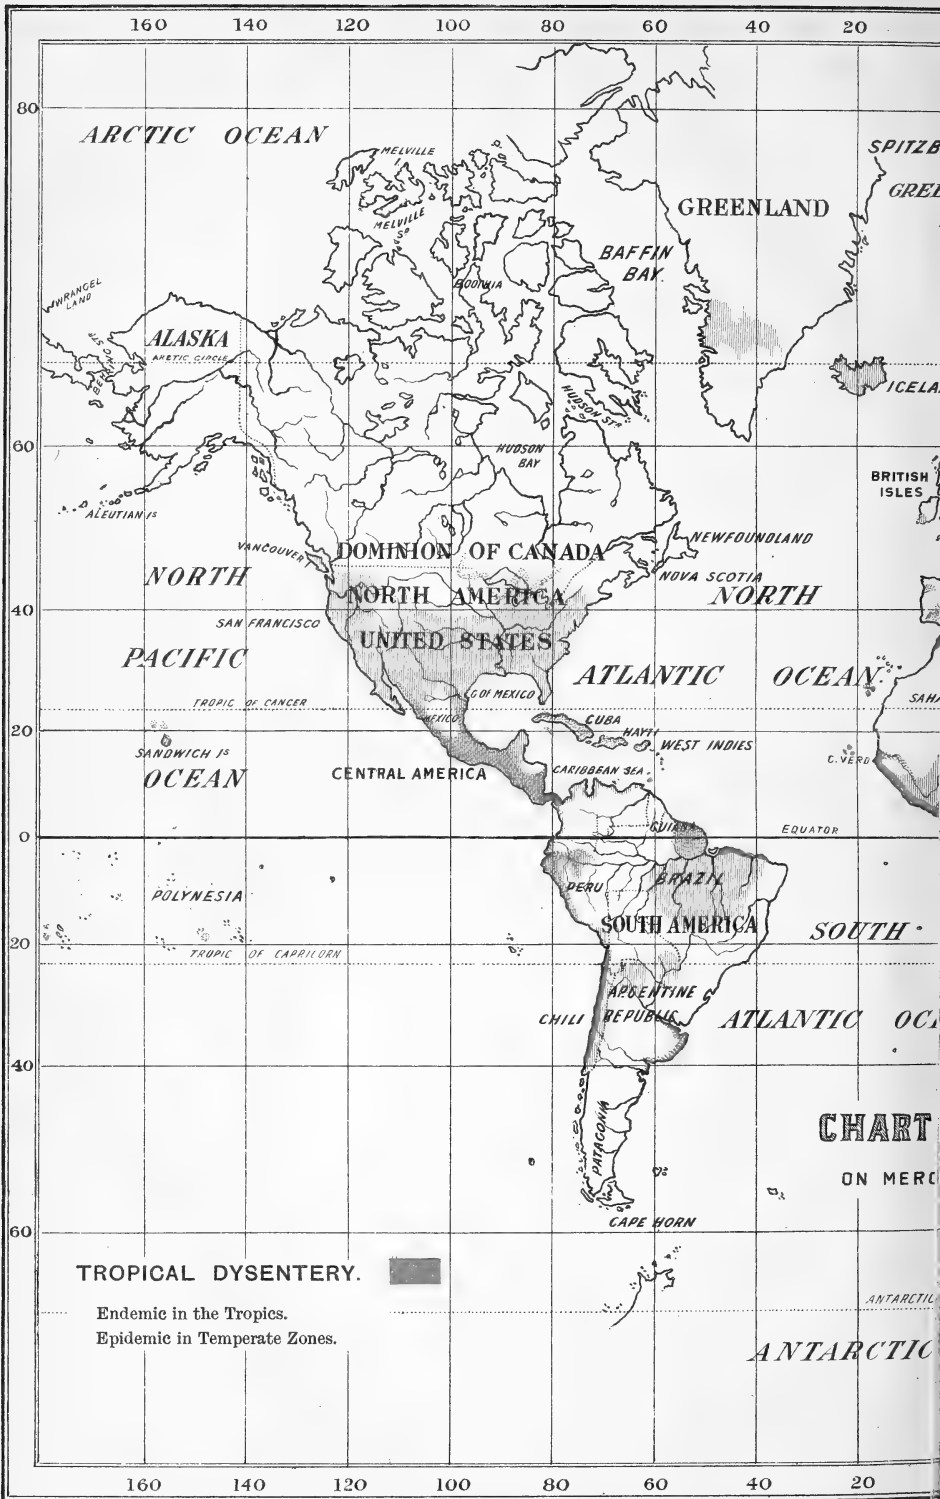 160 140 120 100 80 60 40 20
80
ARCTIC OCEAN
SPITZB
MELVILLE
I.
P.
MELVILLE
Sᴰ
GREENLAND
GREE
BAFFIN
BAY.
BOOTHIA
WRANGEL
LAND
BEHRING ST
ALASKA
ARCTIC CIRCLE
ICELA
HUDSON STᴿ
60
HUDSON
BAY
BRITISH
ISLES
ALEUTIAN Iˢ
VANCOUVER I
DOMINION OF CANADA
NEWFOUNDLAND
NORTH
NOVA SCOTIA
NORTH AMERICA
NORTH
40
SAN FRANCISCO
UNITED STATES
PACIFIC
ATLANTIC OCEAN
G OF MEXICO
SAHA
TROPIC OF CANCER
MEXICO
CUBA
HAYTI
WEST INDIES
20
SANDWICH Iˢ
OCEAN
CENTRAL AMERICA
CARIBBEAN SEA
C. VERD
GUIANA
0
EQUATOR
PERU
BRAZIL
POLYNESIA
SOUTH AMERICA
SOUTH
20
TROPIC OF CAPRICORN
ARGENTINE
REPUBLIC
CHILI
ATLANTIC OCE
40
PATAGONIA
CHART
ON MERC
CAPE HORN
60
TROPICAL DYSENTERY.
Endemic in the Tropics.
Epidemic in Temperate Zones.
ANTARCTIC
ANTARCTIC
160 140 120 100 80 60 40 20